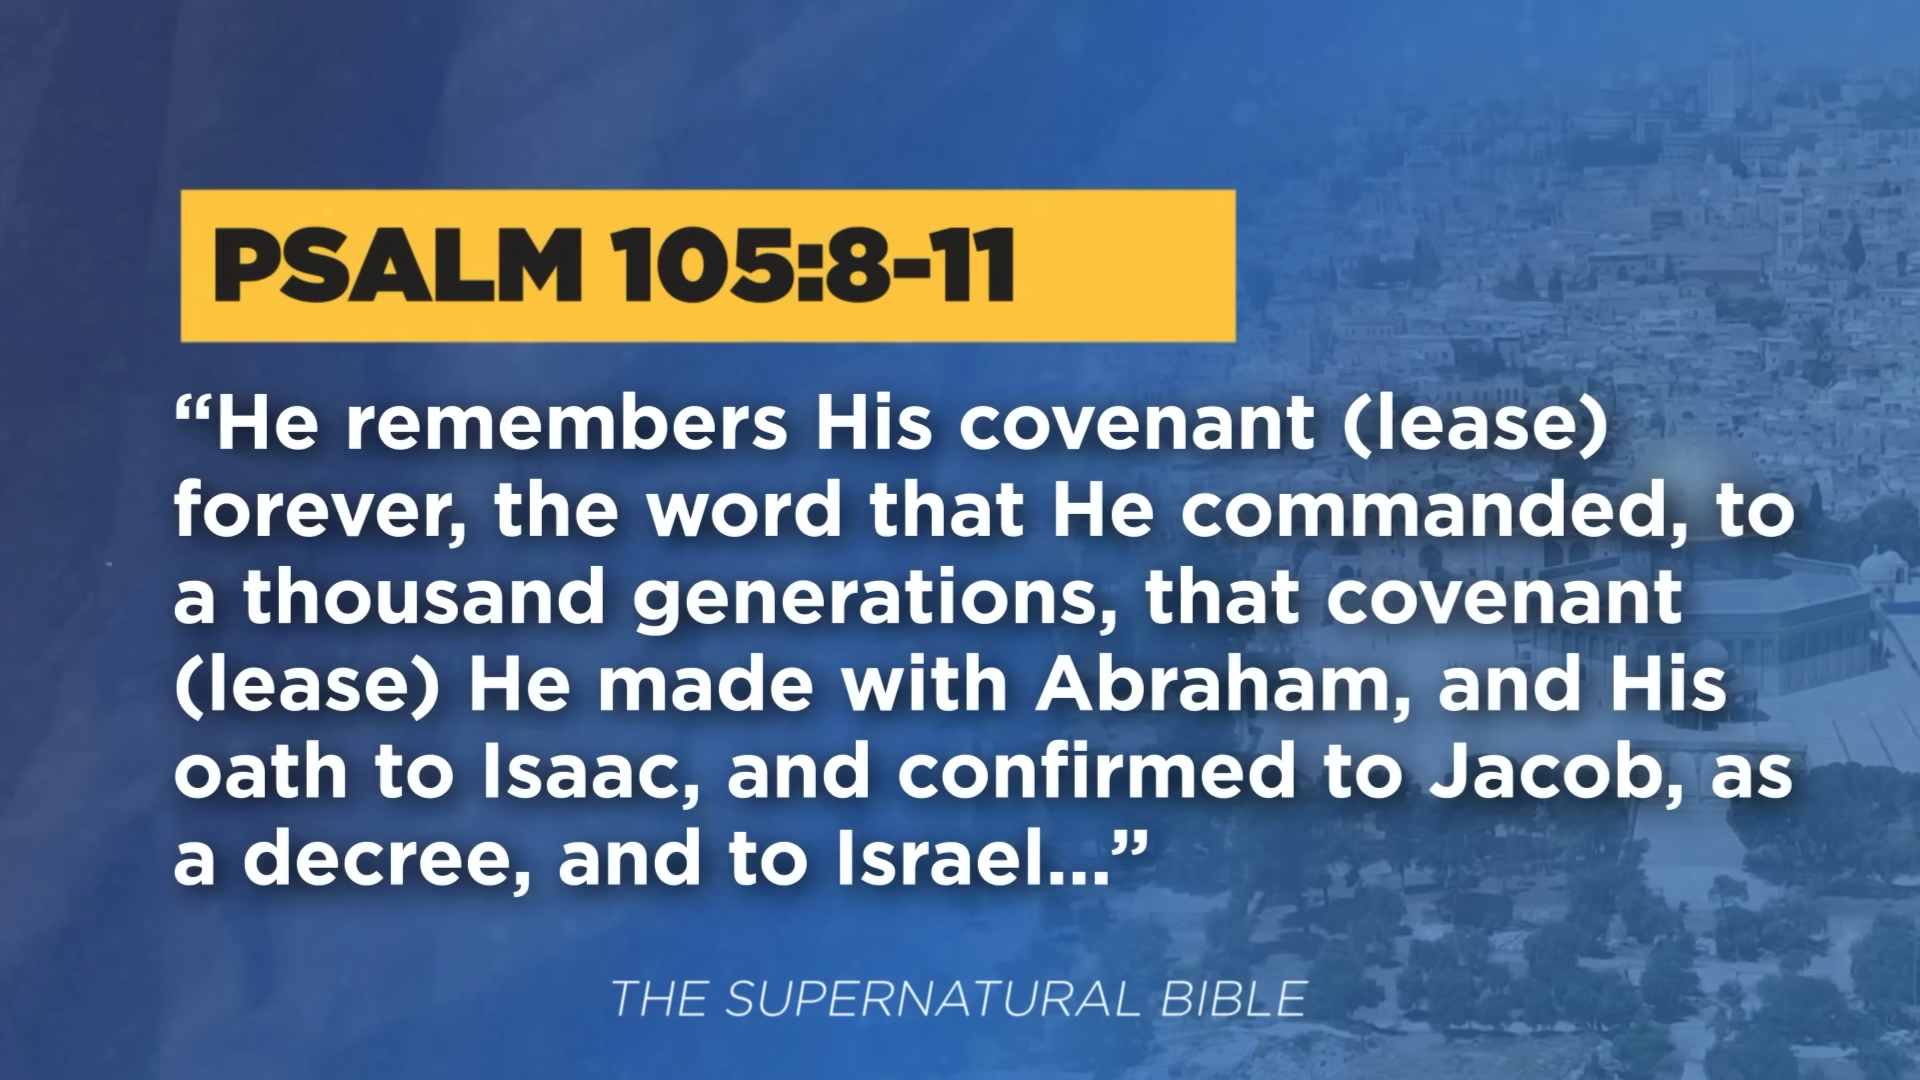 PSALM 105:8-11
“He remembers His covenant (lease)
forever, the word that He commanded, to
a thousand generations, that covenant
(lease) He made with Abraham, and His
oath to Isaac, and confirmed to Jacob, as
a decree, and to Israel...”
THE SUPERNATURAL BIBLE